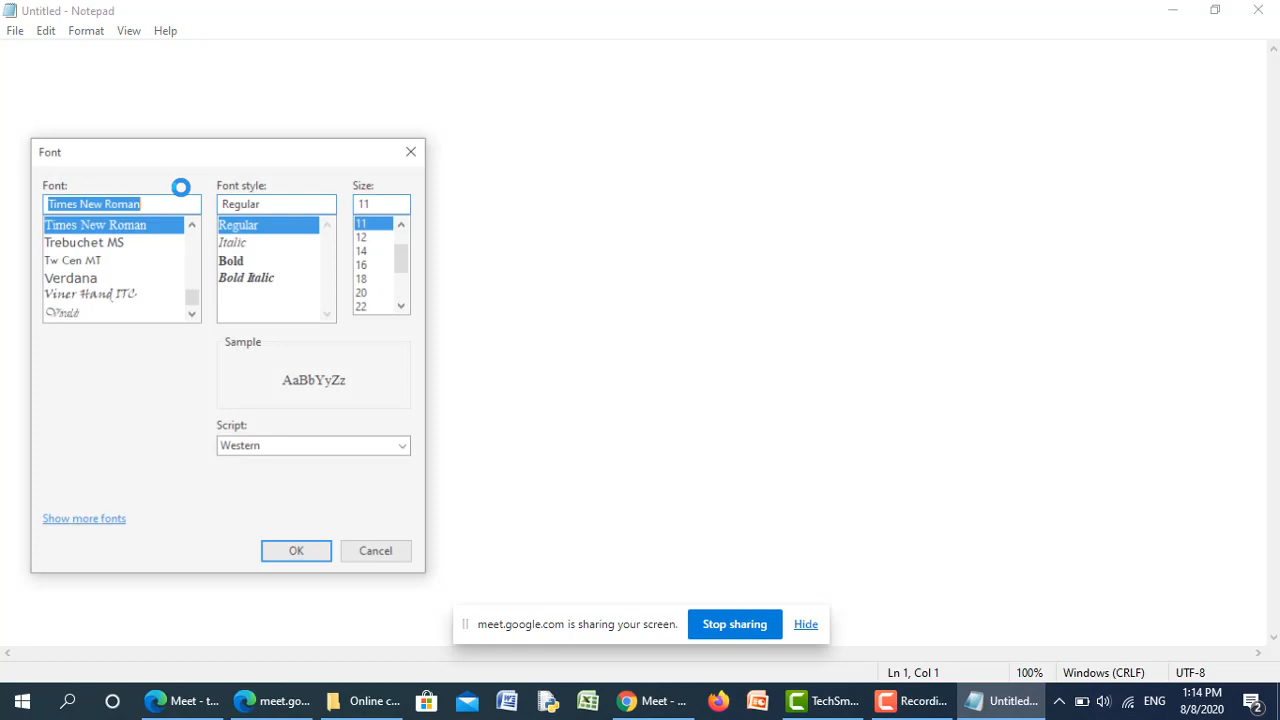 Untitled - Notepad
File Edit Format View Help
Font
Font: Font style: Size:
Times New Roman Regular 11
Times New Roman Regular 11
Trebuchet MS Italic 12
Tw Cen MT Bold 14
Verdana Bold Italic 16
Viner Hand ITC 18
Vivaldi 20
22
Sample
AaBbYyZz
Script:
Western
Show more fonts
OK Cancel
meet.google.com is sharing your screen. Stop sharing Hide
Ln 1, Col 1 100% Windows (CRLF) UTF-8
Meet - t... meet.go... Online c... Meet - ... TechSm... Recordi... Untitled... ENG 1:14 PM
8/8/2020 2